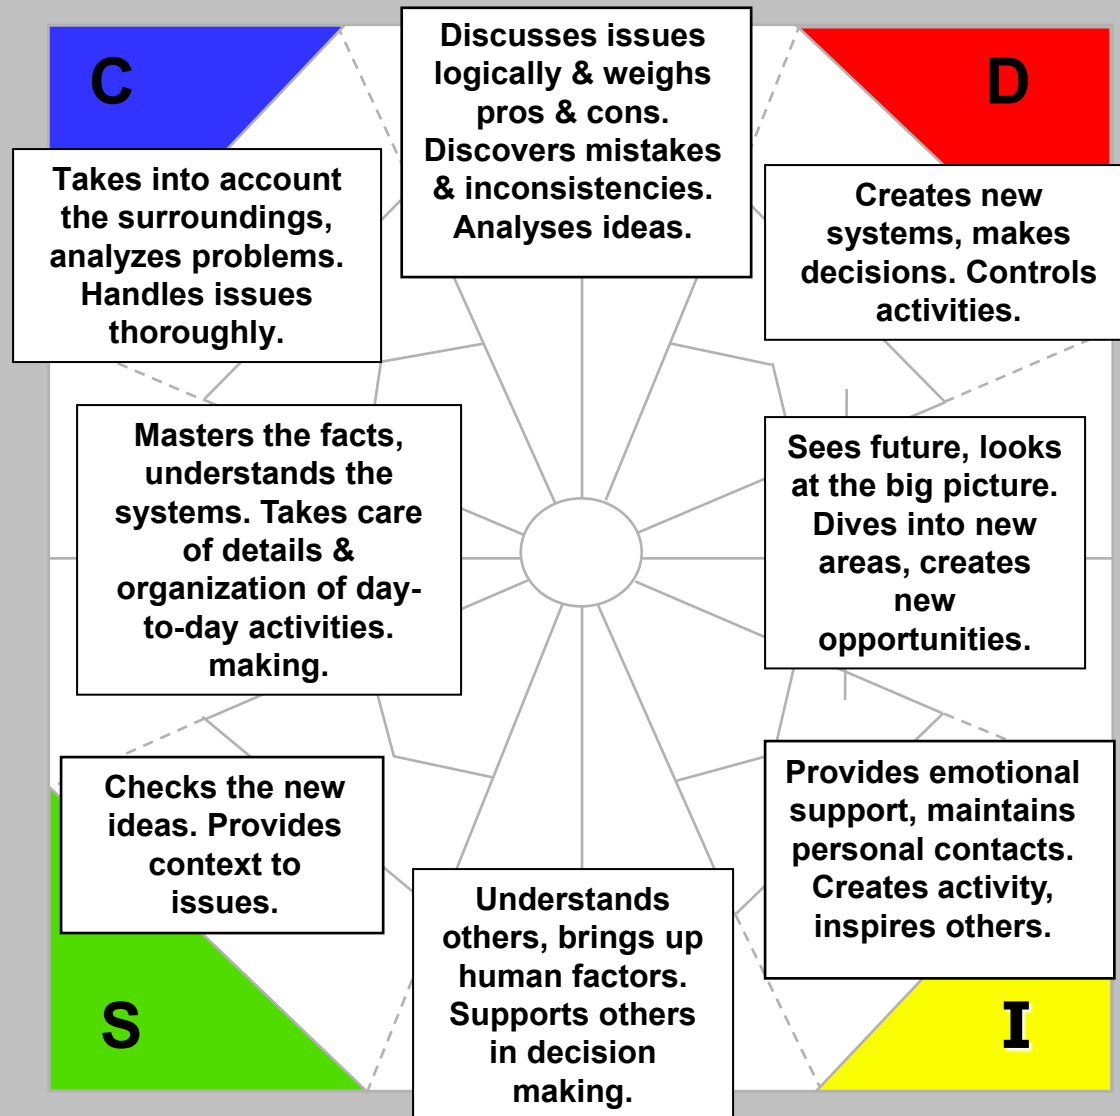 C
Discusses issues
logically & weighs
pros & cons.
Discovers mistakes
& inconsistencies.
Analyses ideas.
D
Takes into account
the surroundings,
analyzes problems.
Handles issues
thoroughly.
Creates new
systems, makes
decisions. Controls
activities.
Masters the facts,
understands the
systems. Takes care
of details &
organization of day-
to-day activities.
making.
Sees future, looks
at the big picture.
Dives into new
areas, creates
new
opportunities.
Checks the new
ideas. Provides
context to
issues.
Provides emotional
support, maintains
personal contacts.
Creates activity,
inspires others.
S
Understands
others, brings up
human factors.
Supports others
in decision
making.
I